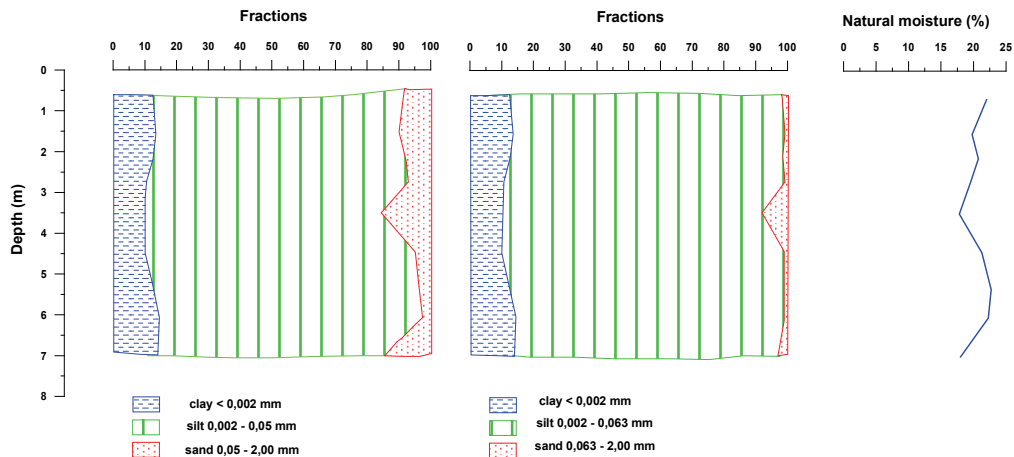 Fractions
0 10 20 30 40 50 60 70 80 90 100
Fractions
0 10 20 30 40 50 60 70 80 90 100
Natural moisture (%)
0 5 10 15 20 25
Depth (m)
0
1
2
3
4
5
6
7
8
clay < 0,002 mm
silt 0,002 - 0,05 mm
sand 0,05 - 2,00 mm
clay < 0,002 mm
silt 0,002 - 0,063 mm
sand 0,063 - 2,00 mm